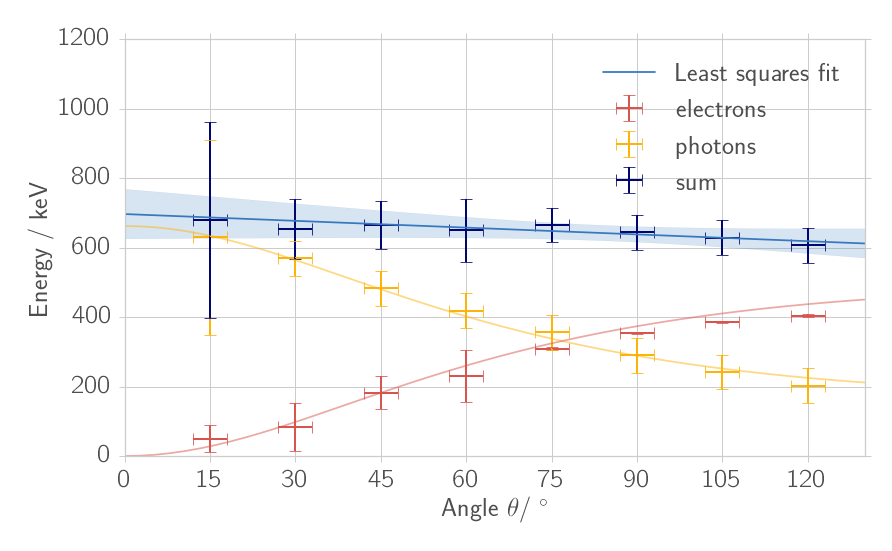 1200
1000
800
600
400
200
0
Energy / keV
Least squares fit
electrons
photons
sum
0 15 30 45 60 75 90 105 120
Angle θ/ °